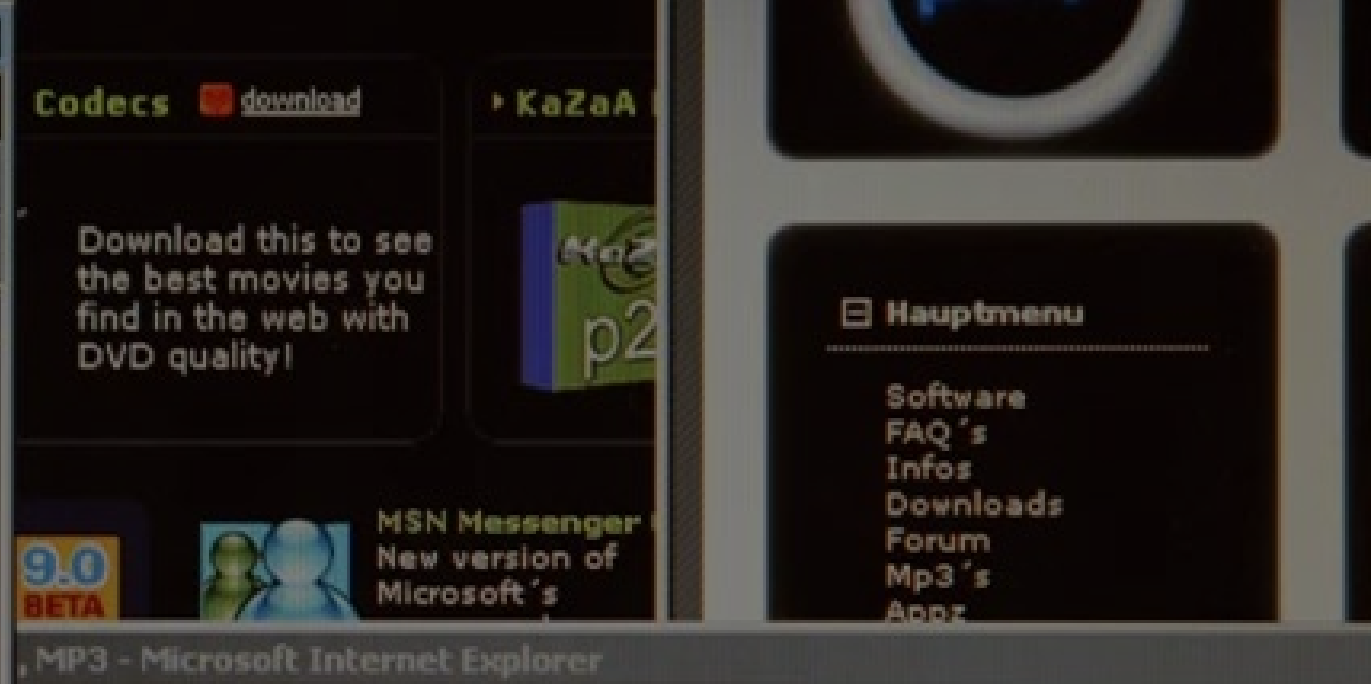 Codecs download
KaZaA
Download this to see
the best movies you
find in the web with
DVD quality!
p2
9.0
BETA
MSN Messenger
New version of
Microsoft´s
Hauptmenu
Software
FAQ´s
Infos
Downloads
Forum
Mp3´s
Appz
, MP3 - Microsoft Internet Explorer